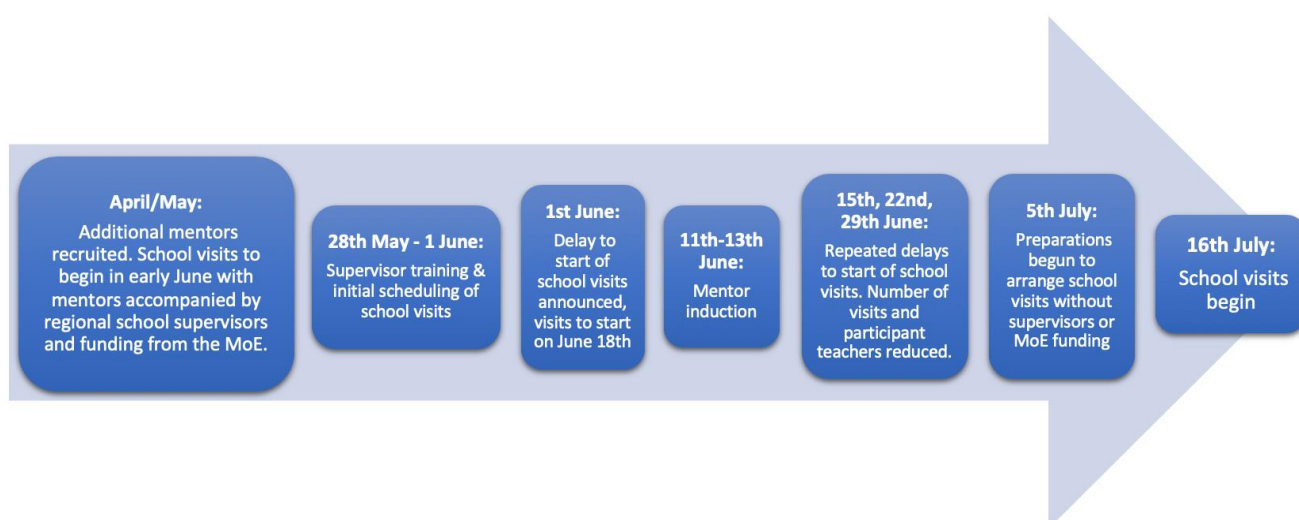 April/May:
Additional mentors
recruited. School visits to
begin in early June with
mentors accompanied by
regional school supervisors
and funding from the MoE.
28th May - 1 June:
Supervisor training &
initial scheduling of
school visits
1st June:
Delay to
start of
school visits
announced,
visits to start
on June 18th
11th-13th
June:
Mentor
induction
15th, 22nd,
29th June:
Repeated delays
to start of school
visits. Number of
visits and
participant
teachers reduced.
5th July:
Preparations
begun to
arrange school
visits without
supervisors or
MoE funding
16th July:
School visits
begin